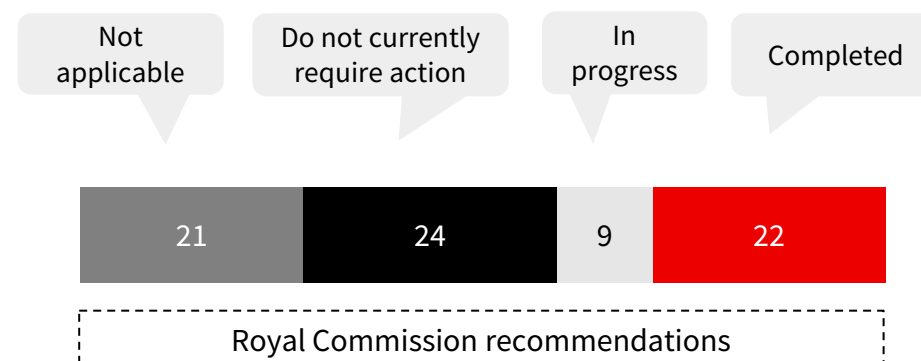 Not
applicable
Do not currently
require action
In
progress
Completed
21
24
9
22
Royal Commission recommendations